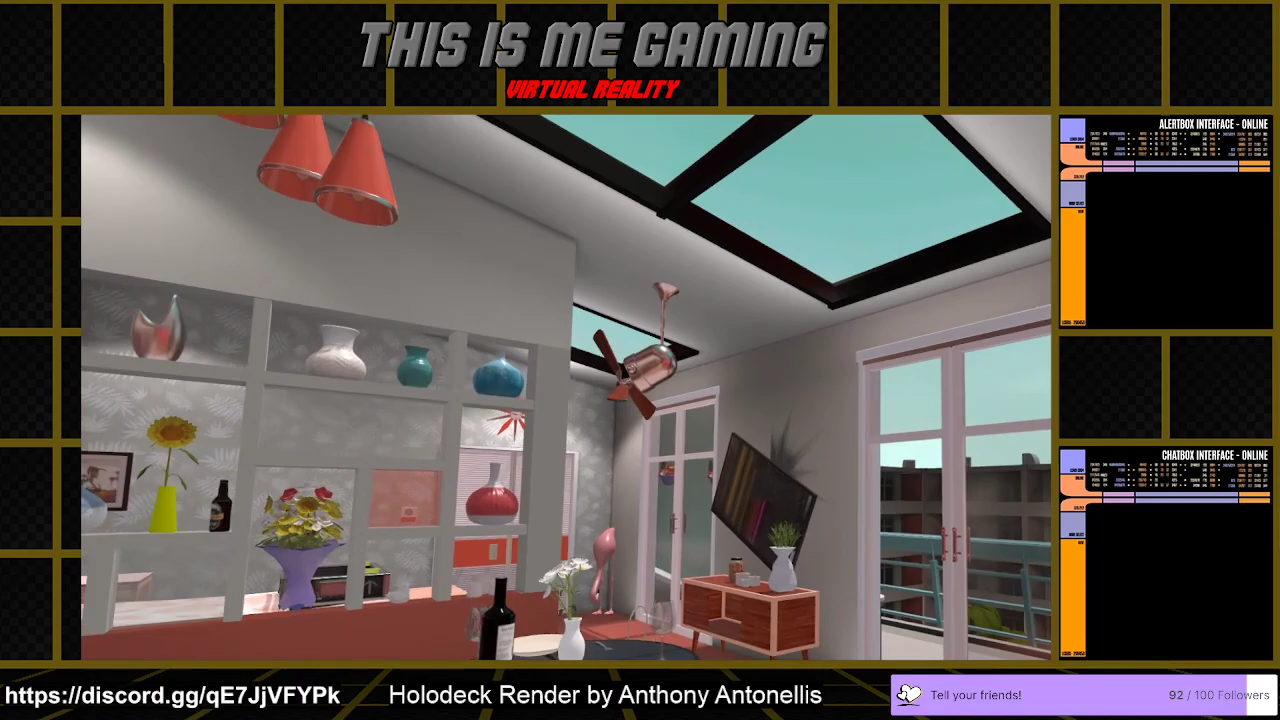 THIS IS ME GAMING
VIRTUAL REALITY
ALERTBOX INTERFACE - ONLINE
CHATBOX INTERFACE - ONLINE
https://discord.gg/qE7JjVFYPk
Holodeck Render by Anthony Antonellis
Tell your friends!
92 / 100 Followers